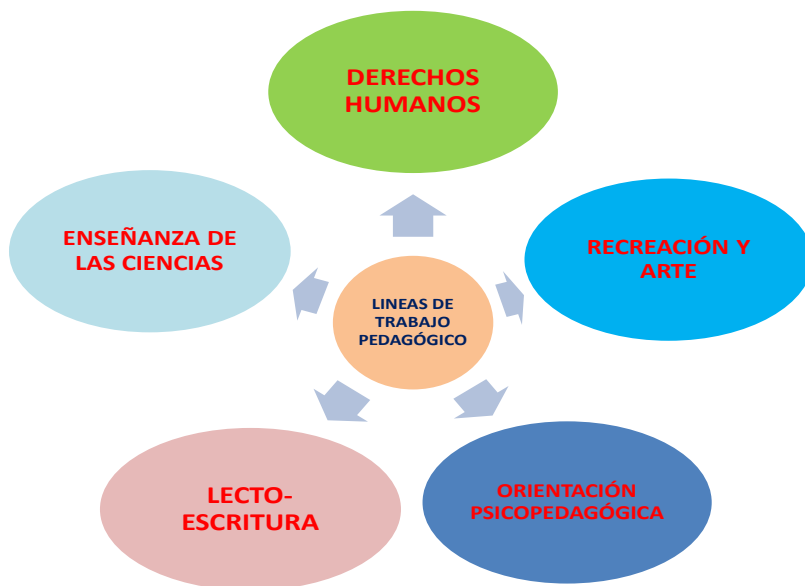 DERECHOS
HUMANOS
ENSEÑANZA DE
LAS CIENCIAS
RECREACIÓN Y
ARTE
LINEAS DE
TRABAJO
PEDAGÓGICO
LECTO-
ESCRITURA
ORIENTACIÓN
PSICOPEDAGÓGICA